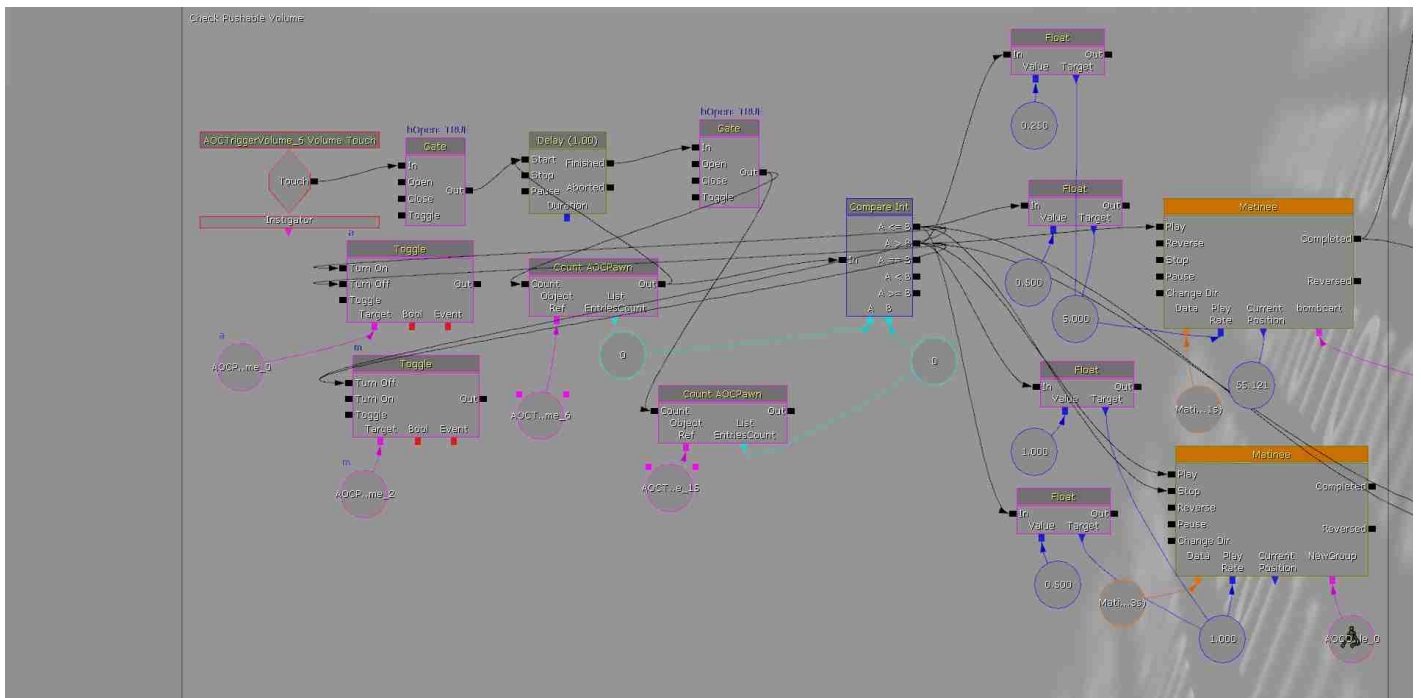 Check Pushable Volume
AOCTriggerVolume_6 Volume Touch
Touch
Instigator
bOpen: TRUE
Gate
In
Open
Close
Toggle
Out
Delay (1.00)
Start
Stop
Pause
Finished
Aborted
Duration
bOpen: TRUE
Gate
In
Open
Close
Toggle
Out
a
Toggle
Turn On
Turn Off
Toggle
Out
Target Bool Event
a
AOCP...me_0
m
Toggle
Turn Off
Turn On
Toggle
Out
Target Bool Event
m
AOCP...me_2
Count AOCPawn
Count
Out
Object Ref
List EntriesCount
0
AOCT...me_6
Count AOCPawn
Count
Out
Object Ref
List EntriesCount
AOCT...e_15
0
Compare Int
In
A <= B
A > B
A == B
A < B
A >= B
A B
Float
In
Out
Value Target
0.250
Float
In
Out
Value Target
0.500
5.000
Float
In
Out
Value Target
1.000
Float
In
Out
Value Target
0.500
Matinee
Play
Reverse
Stop
Pause
Change Dir
Completed
Reversed
Data
Play Rate
Current Position
bombcart
Mati...1s)
55.121
Matinee
Play
Stop
Reverse
Pause
Change Dir
Completed
Reversed
Data
Play Rate
Current Position
NewGroup
Mati...3s)
1.000